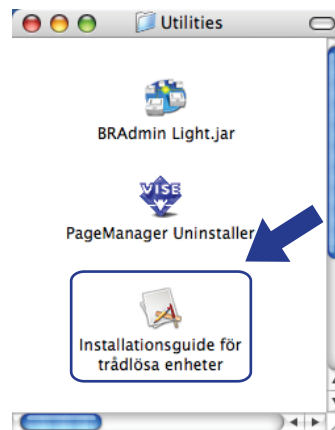 Utilities
BRAdmin Light.jar
VISE
PageManager Uninstaller
Installationsguide för
trådlösa enheter